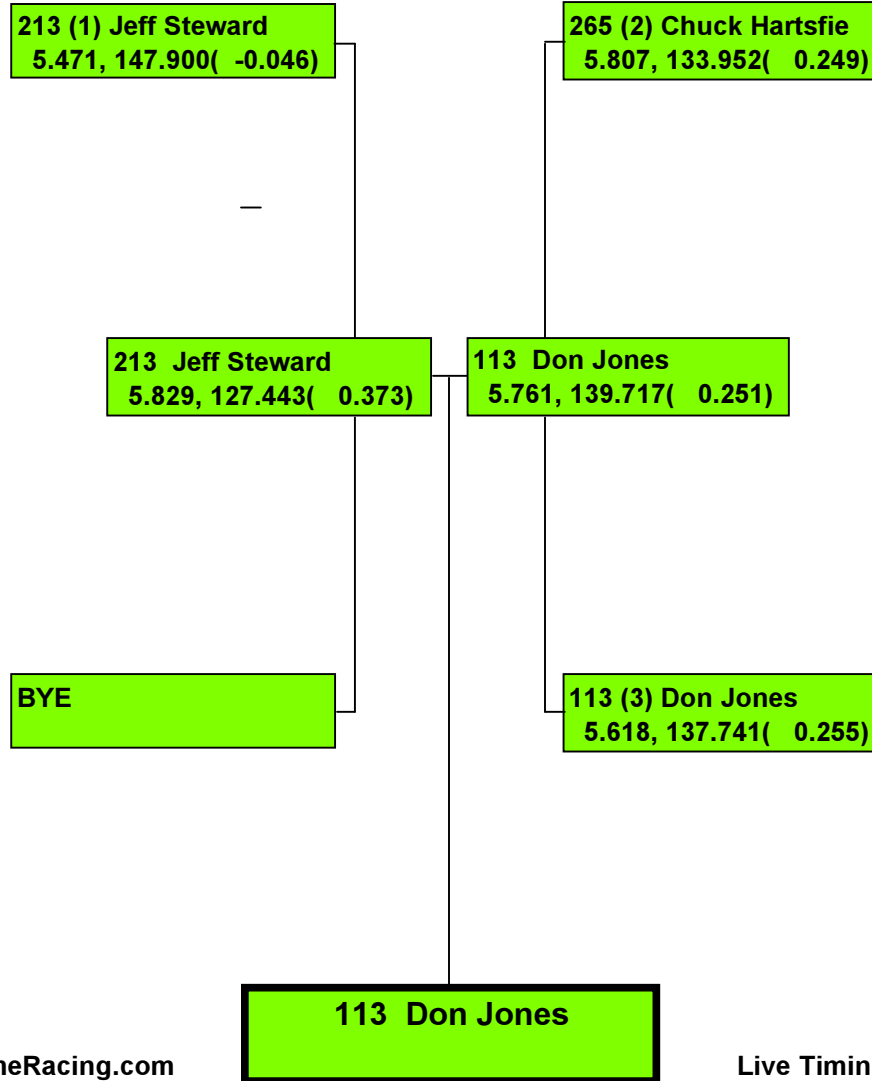 213 (1) Jeff Steward
5.471, 147.900( -0.046)
265 (2) Chuck Hartsfie
5.807, 133.952( 0.249)
213 Jeff Steward
5.829, 127.443( 0.373)
113 Don Jones
5.761, 139.717( 0.251)
BYE
113 (3) Don Jones
5.618, 137.741( 0.255)
113 Don Jones
neRacing.com
Live Timin